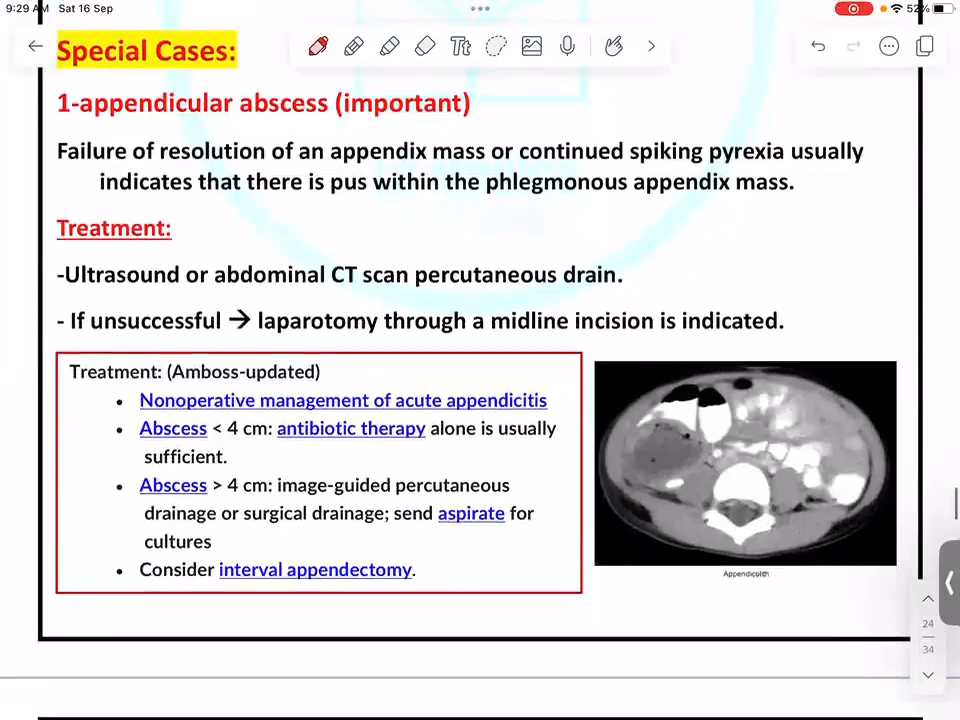 9:29 AM Sat 16 Sep
52%
Special Cases:
Tt
1-appendicular abscess (important)
Failure of resolution of an appendix mass or continued spiking pyrexia usually
indicates that there is pus within the phlegmonous appendix mass.
Treatment:
-Ultrasound or abdominal CT scan percutaneous drain.
- If unsuccessful → laparotomy through a midline incision is indicated.
Treatment: (Amboss-updated)
• Nonoperative management of acute appendicitis
• Abscess < 4 cm: antibiotic therapy alone is usually
sufficient.
• Abscess > 4 cm: image-guided percutaneous
drainage or surgical drainage; send aspirate for
cultures
• Consider interval appendectomy.
Appendicolith
24
34